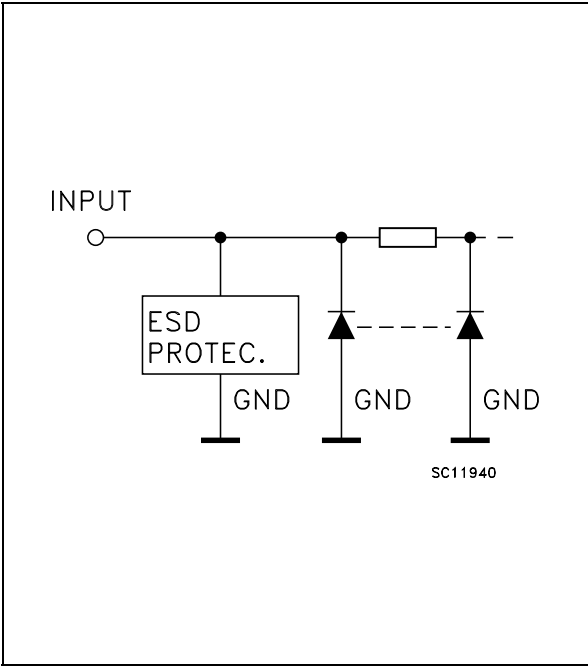 INPUT
ESD
PROTEC.
GND
GND
GND
SC11940